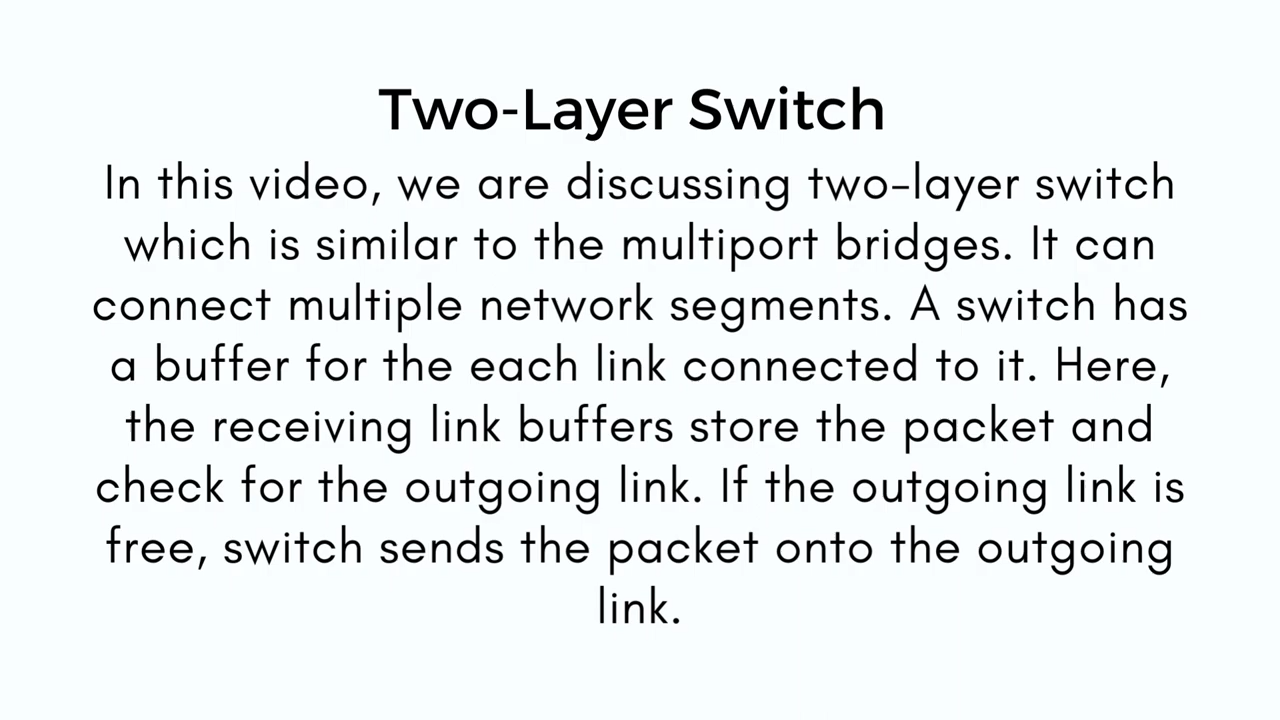 Two-Layer Switch
In this video, we are discussing two-layer switch
which is similar to the multiport bridges. It can
connect multiple network segments. A switch has
a buffer for the each link connected to it. Here,
the receiving link buffers store the packet and
check for the outgoing link. If the outgoing link is
free, switch sends the packet onto the outgoing
link.